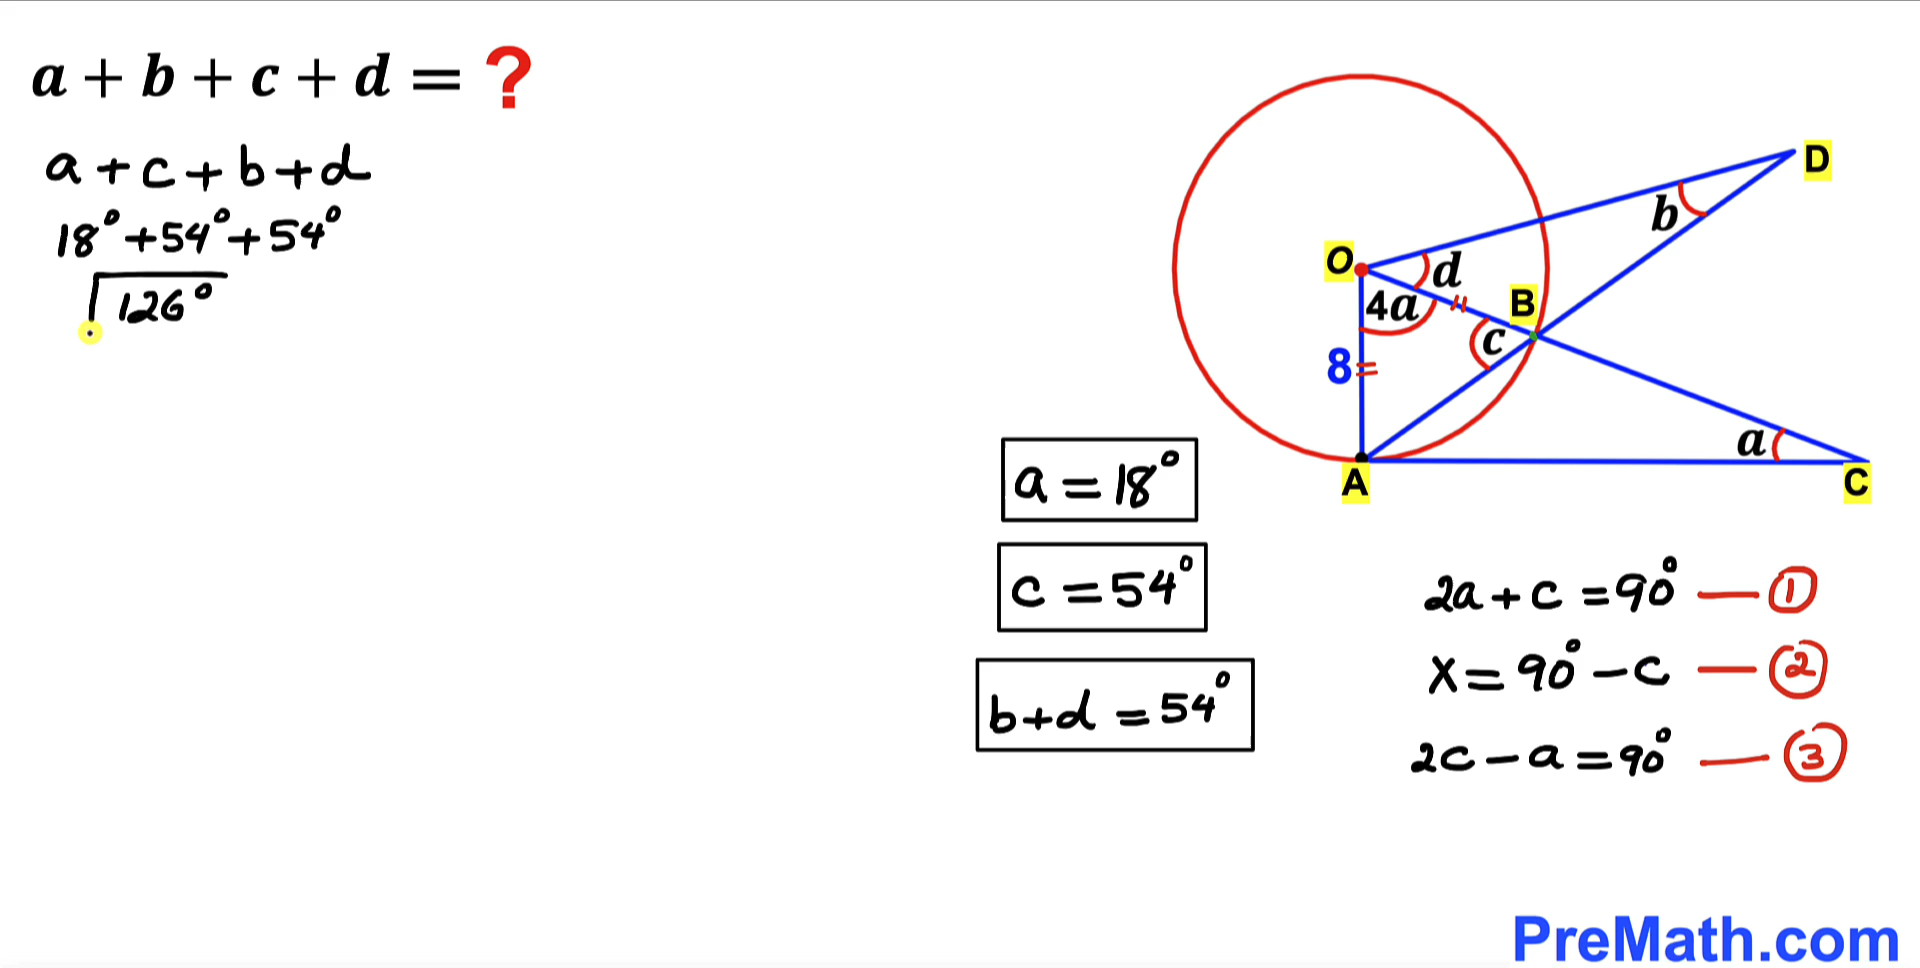 a + b + c + d = ?
a + c + b + d
18° + 54° + 54°
126°
D
b
O
d
4a
B
c
8
a
A
C
a = 18°
c = 54°
b + d = 54°
2a + c = 90° — ①
x = 90° − c — ②
2c − a = 90° — ③
PreMath.com